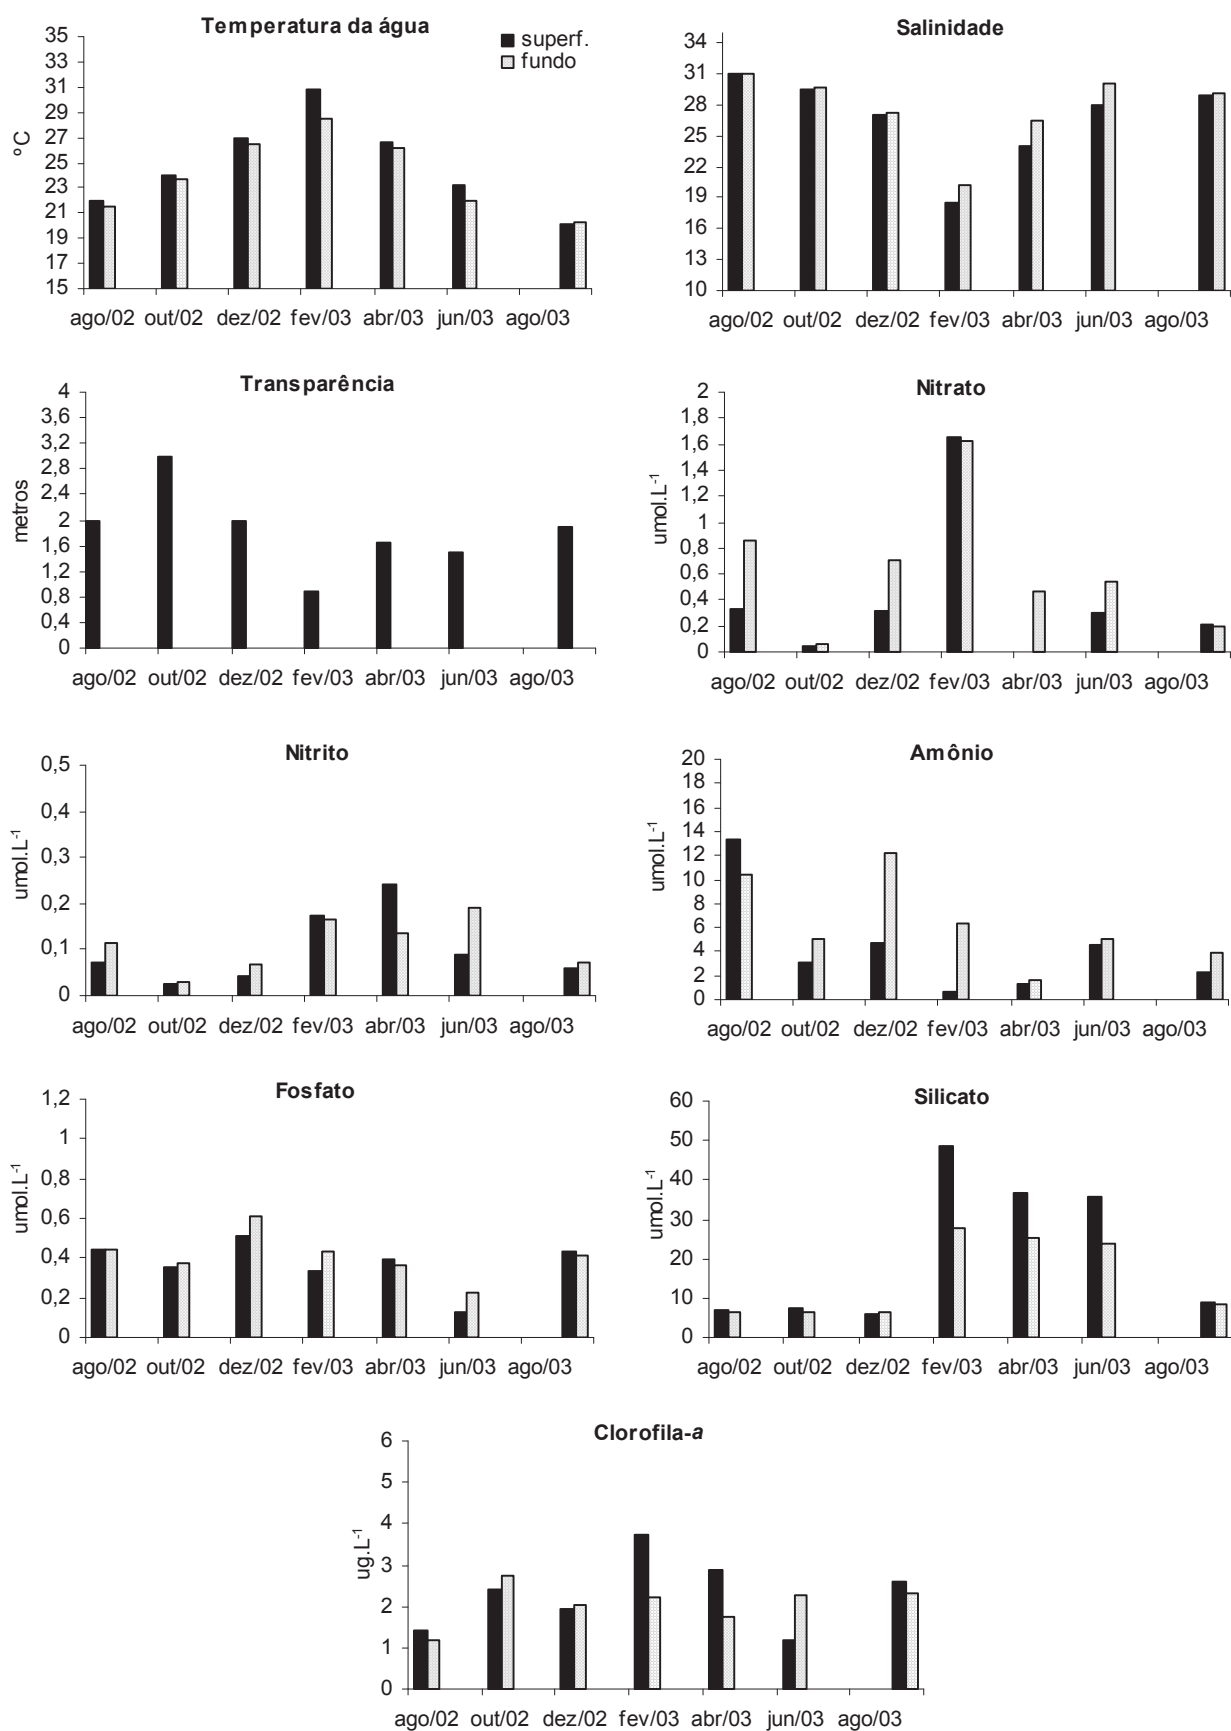 Temperatura da água
superf.
fundo
ºC
35
33
31
29
27
25
23
21
19
17
15
ago/02 out/02 dez/02 fev/03 abr/03 jun/03 ago/03
Salinidade
34
31
28
25
22
19
16
13
10
ago/02 out/02 dez/02 fev/03 abr/03 jun/03 ago/03
Transparência
metros
4
3,6
3,2
2,8
2,4
2
1,6
1,2
0,8
0,4
0
ago/02 out/02 dez/02 fev/03 abr/03 jun/03 ago/03
Nitrato
umol.L-1
2
1,8
1,6
1,4
1,2
1
0,8
0,6
0,4
0,2
0
ago/02 out/02 dez/02 fev/03 abr/03 jun/03 ago/03
Nitrito
umol.L-1
0,5
0,4
0,3
0,2
0,1
0
ago/02 out/02 dez/02 fev/03 abr/03 jun/03 ago/03
Amônio
umol.L-1
20
18
16
14
12
10
8
6
4
2
0
ago/02 out/02 dez/02 fev/03 abr/03 jun/03 ago/03
Fosfato
umol.L-1
1,2
1
0,8
0,6
0,4
0,2
0
ago/02 out/02 dez/02 fev/03 abr/03 jun/03 ago/03
Silicato
umol.L-1
60
50
40
30
20
10
0
ago/02 out/02 dez/02 fev/03 abr/03 jun/03 ago/03
Clorofila-a
ug.L-1
6
5
4
3
2
1
0
ago/02 out/02 dez/02 fev/03 abr/03 jun/03 ago/03